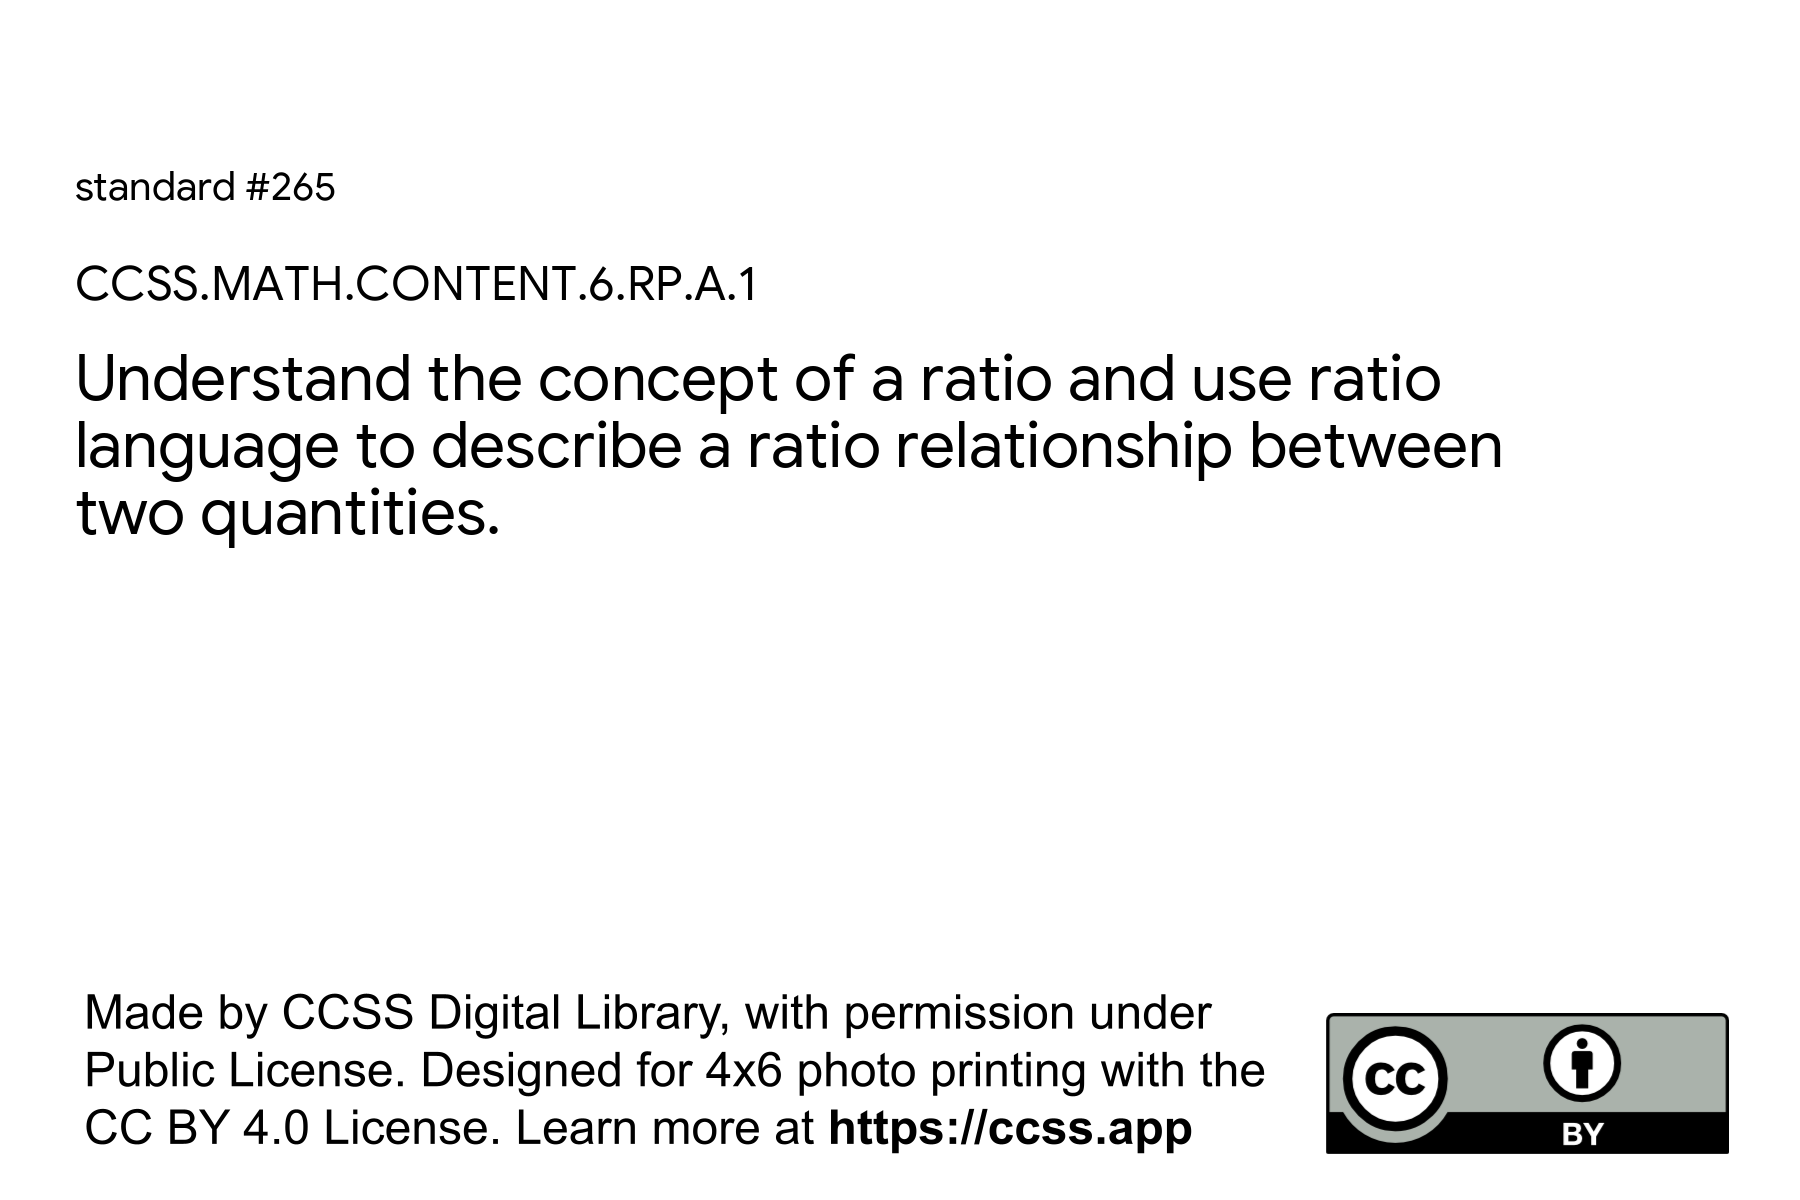 standard #265
CCSS.MATH.CONTENT.6.RP.A.1
Understand the concept of a ratio and use ratio
language to describe a ratio relationship between
two quantities.
Made by CCSS Digital Library, with permission under
Public License. Designed for 4x6 photo printing with the
CC BY 4.0 License. Learn more at https://ccss.app
CC
BY